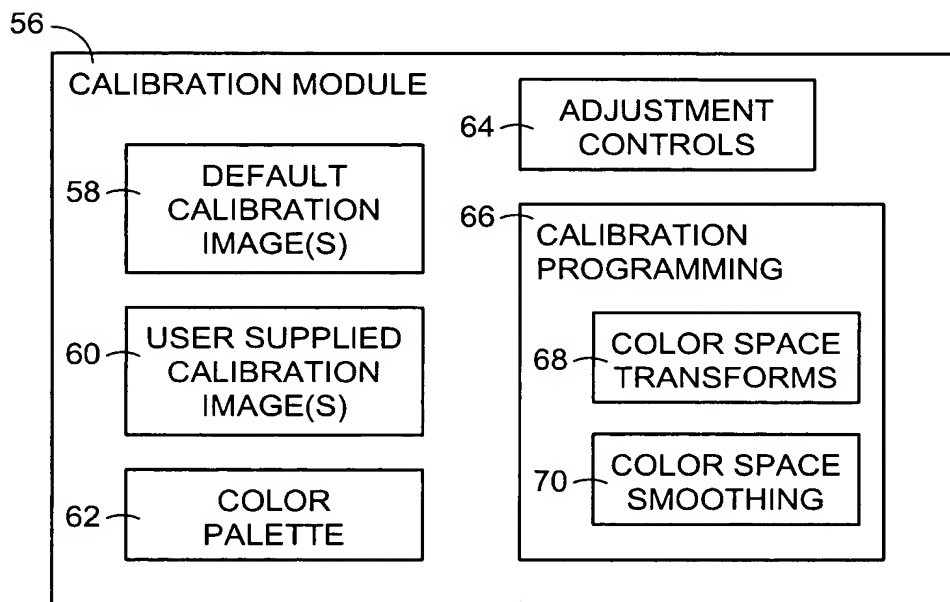 56
CALIBRATION MODULE
58
DEFAULT
CALIBRATION
IMAGE(S)
60
USER SUPPLIED
CALIBRATION
IMAGE(S)
62
COLOR
PALETTE
64
ADJUSTMENT
CONTROLS
66
CALIBRATION
PROGRAMMING
68
COLOR SPACE
TRANSFORMS
70
COLOR SPACE
SMOOTHING